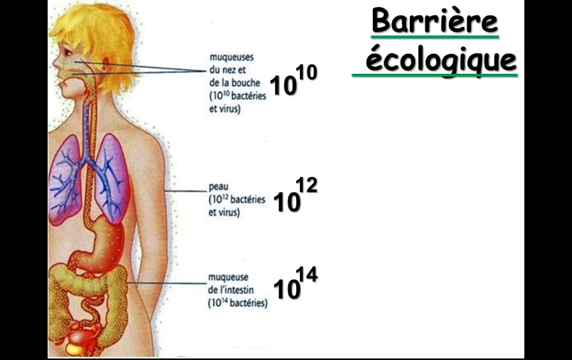 Barrière
écologique
muqueuses
du nez et
de la bouche
(10¹⁰ bactéries
et virus)
10¹⁰
peau
(10¹² bactéries
et virus)
10¹²
muqueuse
de l'intestin
(10¹⁴ bactéries)
10¹⁴